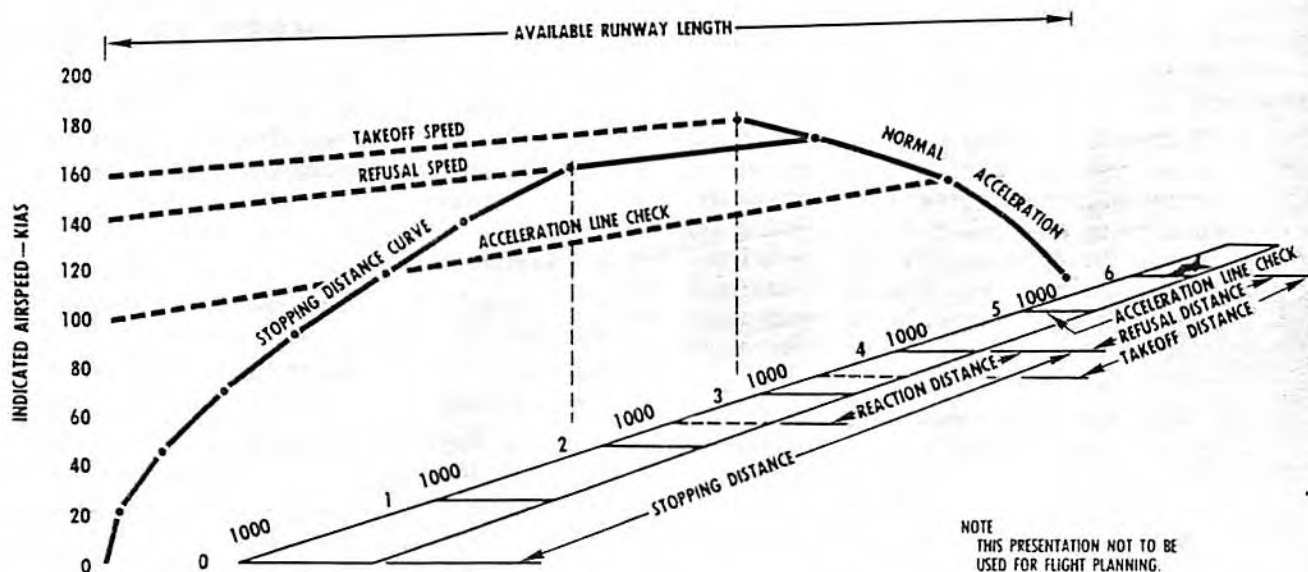 AVAILABLE RUNWAY LENGTH
INDICATED AIRSPEED—KIAS
200
180
160
140
120
100
80
60
40
20
0
TAKEOFF SPEED
REFUSAL SPEED
ACCELERATION LINE CHECK
STOPPING DISTANCE CURVE
NORMAL ACCELERATION
0
1000
1
1000
2
1000
3
1000
4
1000
5
1000
6
ACCELERATION LINE CHECK
REFUSAL DISTANCE
TAKEOFF DISTANCE
REACTION DISTANCE
STOPPING DISTANCE
NOTE
THIS PRESENTATION NOT TO BE
USED FOR FLIGHT PLANNING.